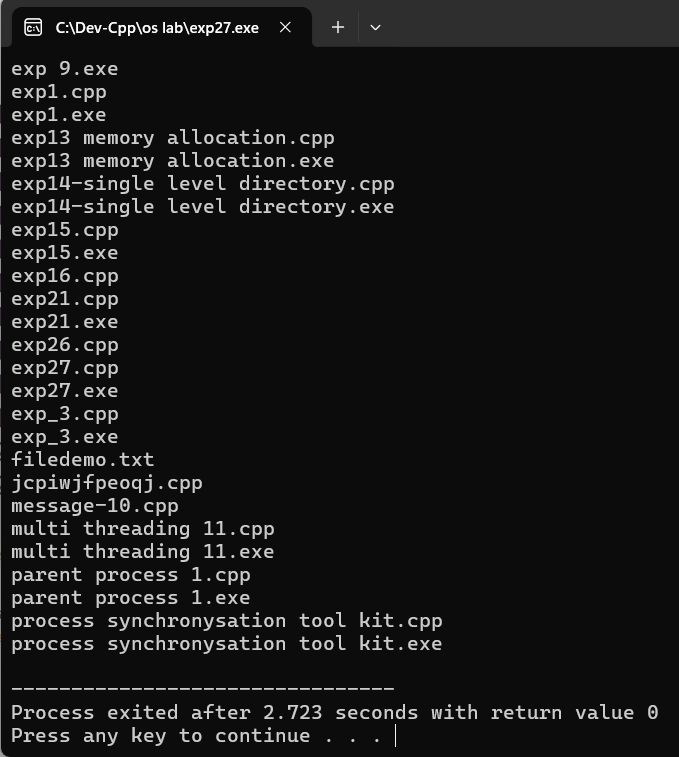 C:\Dev-Cpp\os lab\exp27.exe
exp 9.exe
exp1.cpp
exp1.exe
exp13 memory allocation.cpp
exp13 memory allocation.exe
exp14-single level directory.cpp
exp14-single level directory.exe
exp15.cpp
exp15.exe
exp16.cpp
exp21.cpp
exp21.exe
exp26.cpp
exp27.cpp
exp27.exe
exp_3.cpp
exp_3.exe
filedemo.txt
jcpiwjfpeoqj.cpp
message-10.cpp
multi threading 11.cpp
multi threading 11.exe
parent process 1.cpp
parent process 1.exe
process synchronysation tool kit.cpp
process synchronysation tool kit.exe
--------------------------------
Process exited after 2.723 seconds with return value 0
Press any key to continue . . .